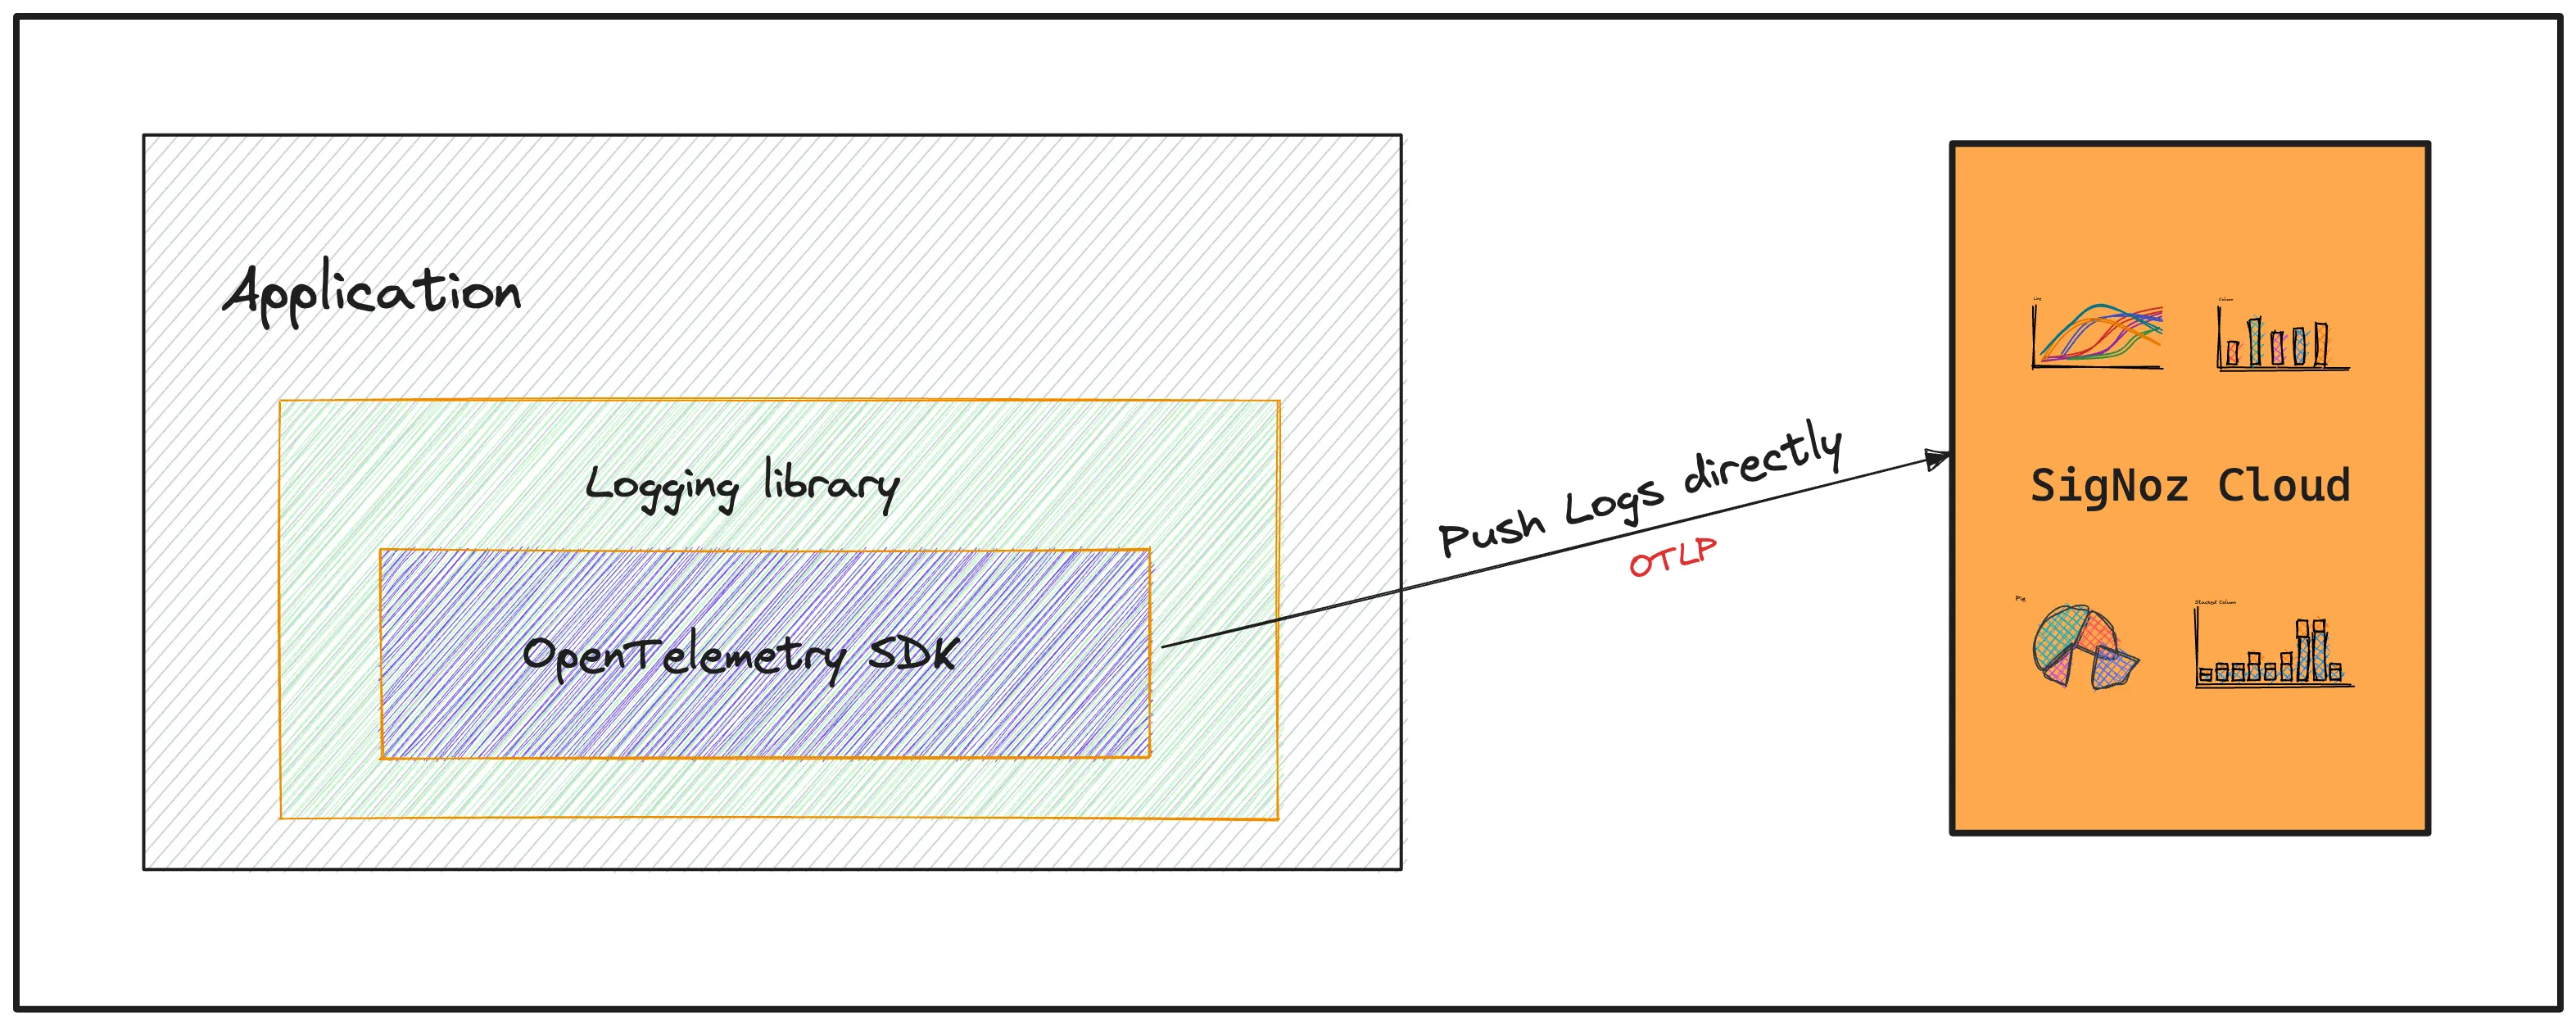 Application
Logging library
OpenTelemetry SDK
Push Logs directly
OTLP
Line
Column
SigNoz Cloud
Pie
Stacked Column